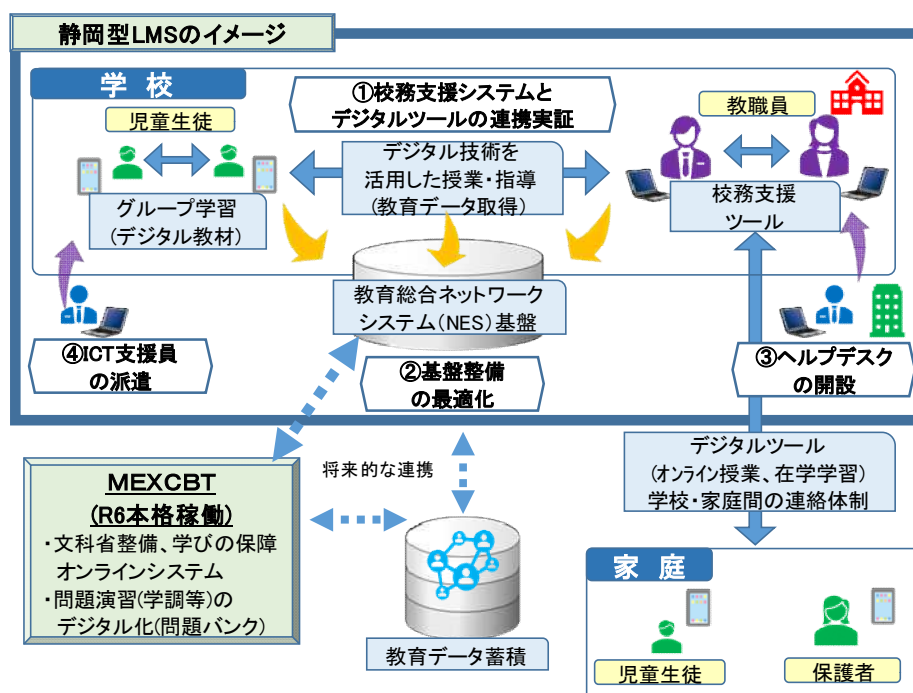 静岡型LMSのイメージ
学 校
①校務支援システムと
デジタルツールの連携実証
児童生徒
教職員
デジタル技術を
活用した授業・指導
(教育データ取得)
グループ学習
(デジタル教材)
校務支援
ツール
教育総合ネットワーク
システム(NES)基盤
④ICT支援員
の派遣
②基盤整備
の最適化
③ヘルプデスク
の開設
将来的な連携
デジタルツール
(オンライン授業、在学学習)
学校・家庭間の連絡体制
MEXCBT
(R6本格稼働)
・文科省整備、学びの保障
オンラインシステム
・問題演習(学調等)の
デジタル化(問題バンク)
教育データ蓄積
家 庭
児童生徒
保護者